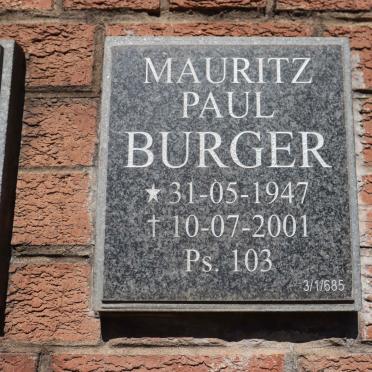 MAURITZ
PAUL
BURGER
★ 31-05-1947
† 10-07-2001
Ps. 103
3/1/685